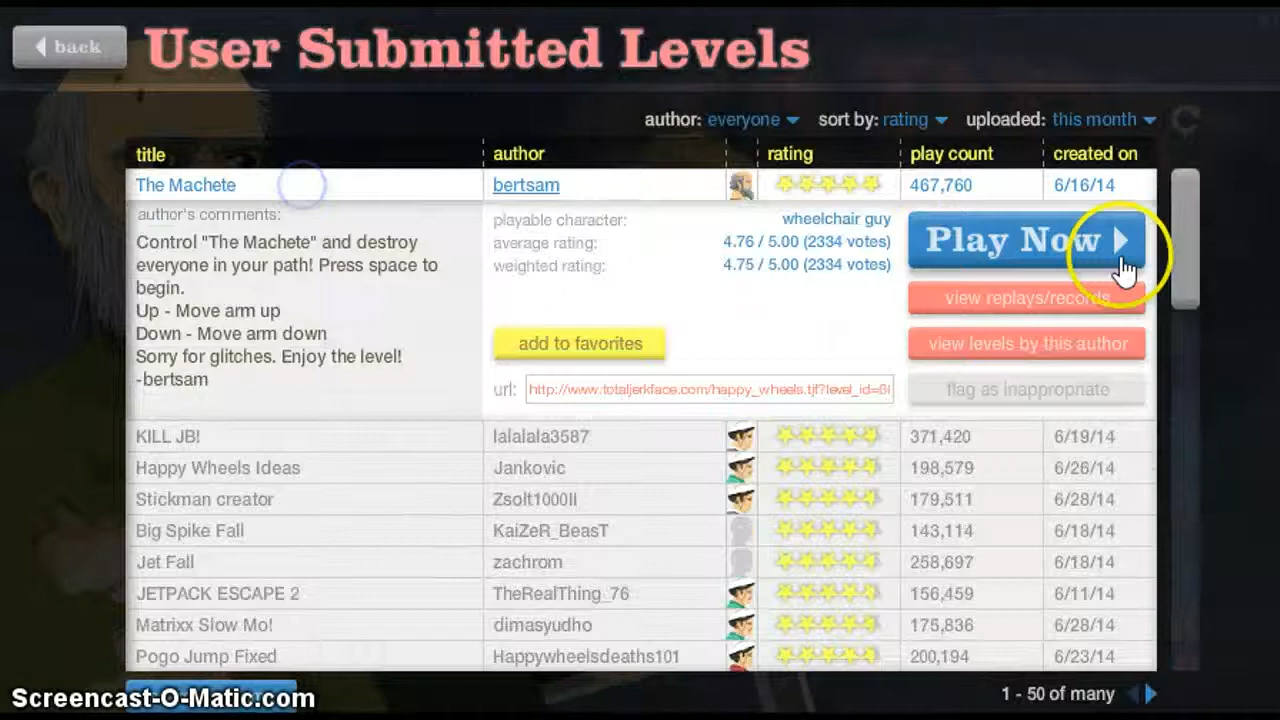 back
User Submitted Levels
author: everyone sort by: rating uploaded: this month
title author rating play count created on
The Machete bertsam 467,760 6/16/14
author's comments:
Control "The Machete" and destroy
everyone in your path! Press space to
begin.
Up - Move arm up
Down - Move arm down
Sorry for glitches. Enjoy the level!
-bertsam
playable character: wheelchair guy
average rating: 4.76 / 5.00 (2334 votes)
weighted rating: 4.75 / 5.00 (2334 votes)
add to favorites
url: http://www.totaljerkface.com/happy_wheels.tjf?level_id=
Play Now
view replays/records
view levels by this author
flag as inappropriate
KILL JB! lalalala3587 371,420 6/19/14
Happy Wheels Ideas Jankovic 198,579 6/26/14
Stickman creator 179,511 6/28/14
Big Spike Fall KaiZeR_BeasT 143,114 6/18/14
Jet Fall zachrom 258,697 6/18/14
JETPACK ESCAPE 2 TheRealThing_76 156,459 6/11/14
Matrixx Slow Mo! dimasyudho 175,836 6/28/14
Pogo Jump Fixed Happywheelsdeaths101 200,194 6/23/14
Screencast-O-Matic.com
1 - 50 of many